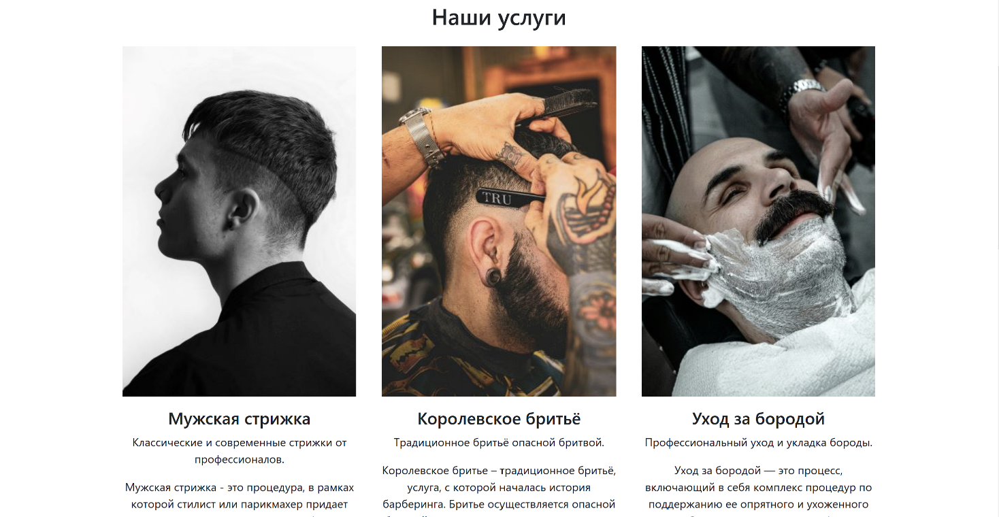 Наши услуги
TRU
Мужская стрижка
Классические и современные стрижки от
профессионалов.
Мужская стрижка - это процедура, в рамках
которой стилист или парикмахер придает
Королевское бритьё
Традиционное бритьё опасной бритвой.
Королевское бритье – традиционное бритьё,
услуга, с которой началась история
барберинга. Бритье осуществляется опасной
Уход за бородой
Профессиональный уход и укладка бороды.
Уход за бородой — это процесс,
включающий в себя комплекс процедур по
поддержанию ее опрятного и ухоженного